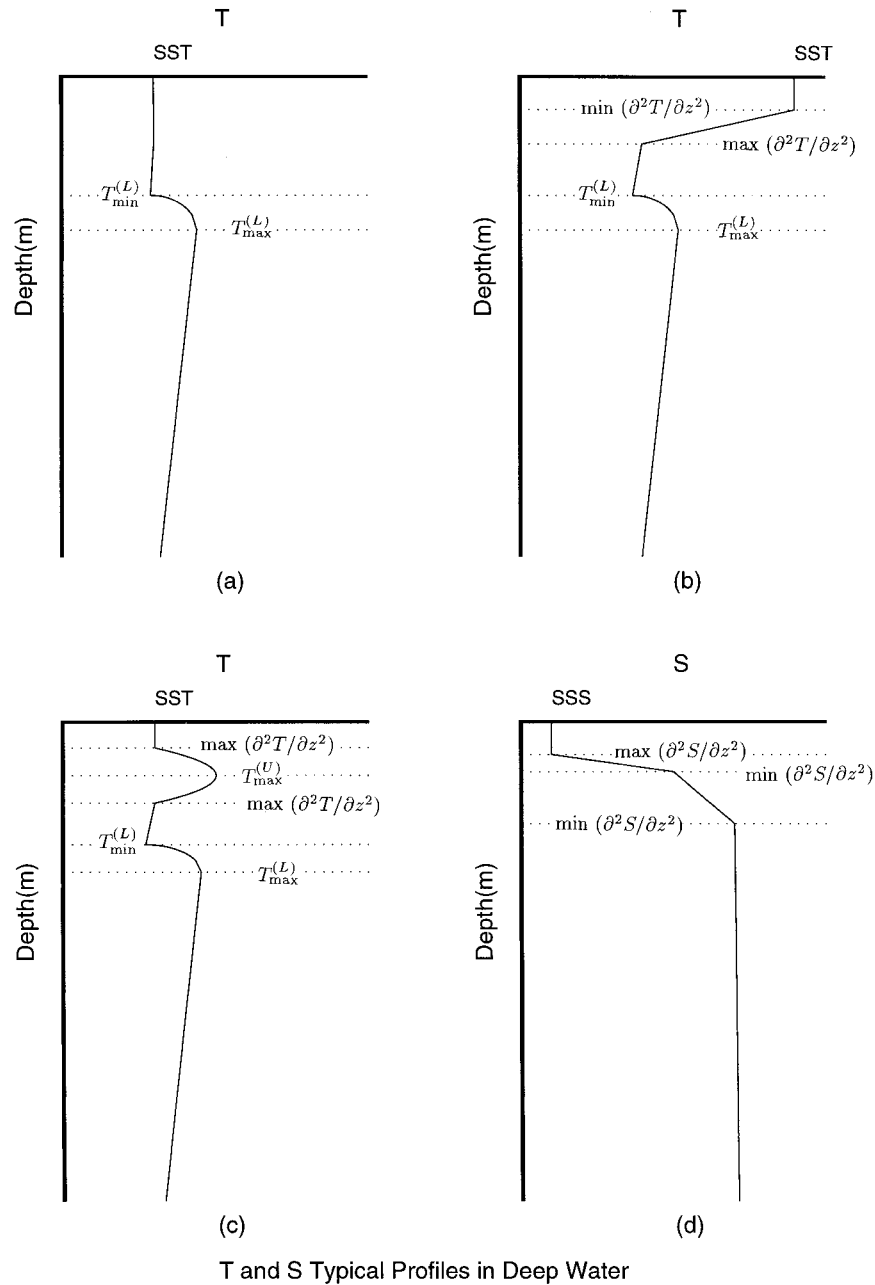 T
SST
min (∂²T/∂z²)
max (∂²T/∂z²)
T
SST
T_min^(L)
T_max^(L)
T_min^(L)
T_max^(L)
Depth(m)
Depth(m)
(a)
(b)
T
SST
max (∂²T/∂z²)
T_max^(U)
max (∂²T/∂z²)
T_min^(L)
T_max^(L)
Depth(m)
(c)
S
SSS
max (∂²S/∂z²)
min (∂²S/∂z²)
min (∂²S/∂z²)
Depth(m)
(d)
T and S Typical Profiles in Deep Water